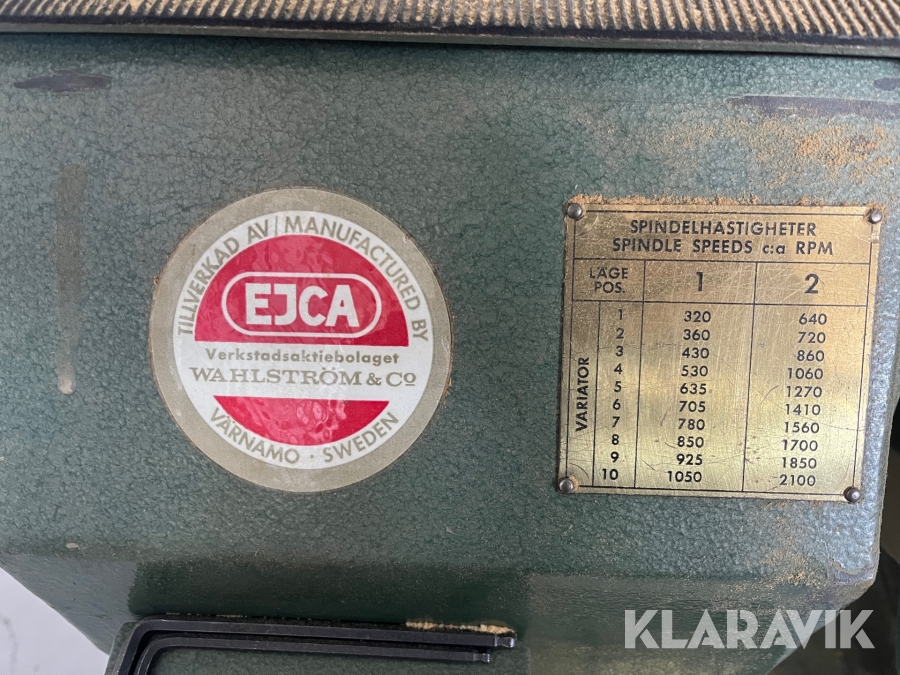 TILLVERKAD AV / MANUFACTURED BY
EJCA
Verkstadsaktiebolaget
WAHLSTRÖM & Cº
VÄRNAMO · SWEDEN
SPINDELHASTIGHETER
SPINDLE SPEEDS c:a RPM
LÄGE POS. 1 2
VARIATOR
1 320 640
2 360 720
3 430 860
4 530 1060
5 635 1270
6 705 1410
7 780 1560
8 850 1700
9 925 1850
10 1050 2100
KLARAVIK